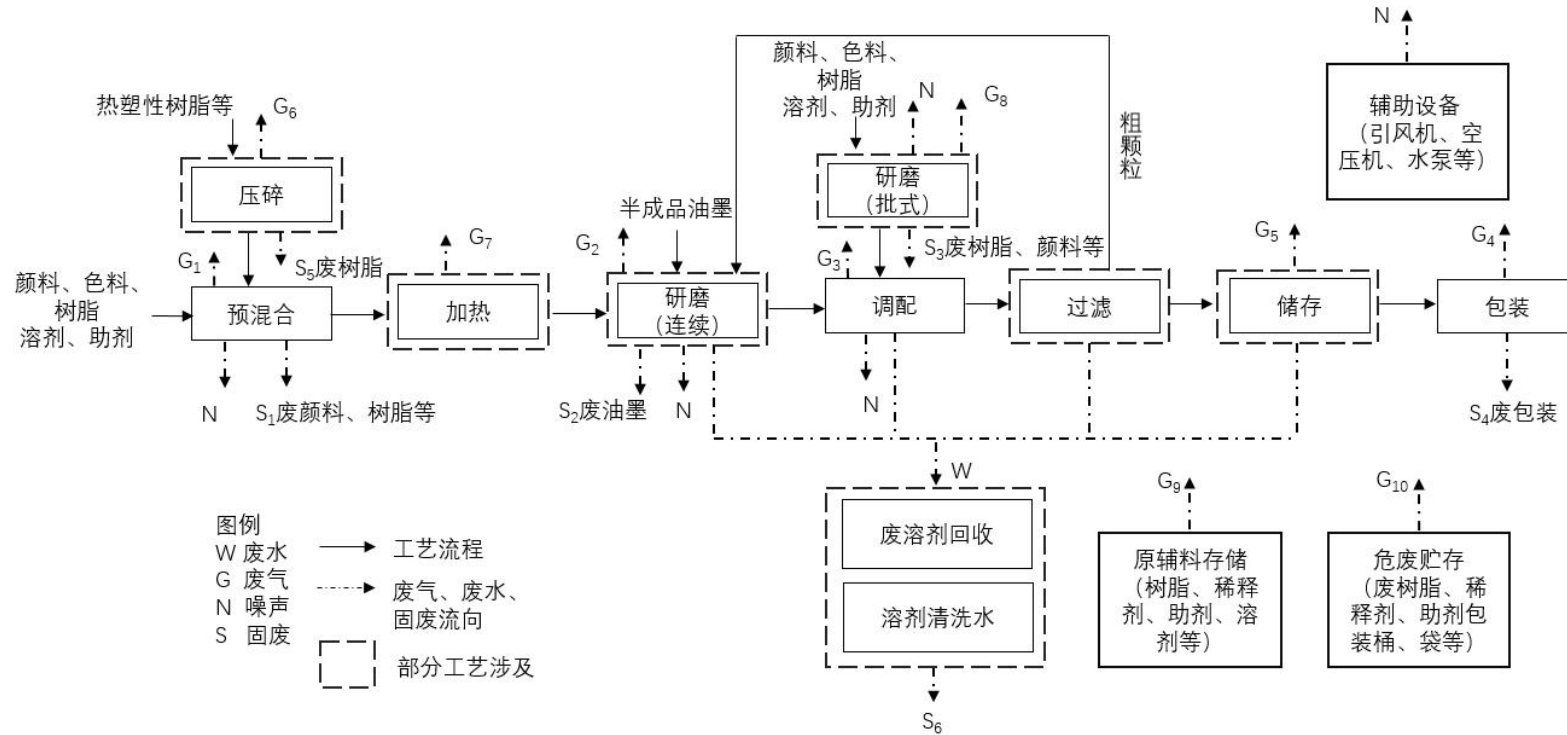 N
颜料、色料、
树脂
溶剂、助剂
N
G8
粗颗粒
辅助设备
（引风机、空
压机、水泵等）
热塑性树脂等
G6
压碎
研磨
（批式）
半成品油墨
G1
S5废树脂
G7
G2
G3
S3废树脂、颜料等
G5
G4
颜料、色料、
树脂
溶剂、助剂
预混合
加热
研磨
（连续）
调配
过滤
储存
包装
N
S1废颜料、树脂等
S2废油墨
N
N
S4废包装
W
G9
G10
图例
W 废水
G 废气
N 噪声
S 固废
工艺流程
废气、废水、
固废流向
部分工艺涉及
废溶剂回收
溶剂清洗水
原辅料存储
（树脂、稀释
剂、助剂、溶
剂等）
危废贮存
（废树脂、稀
释剂、助剂包
装桶、袋等）
S6